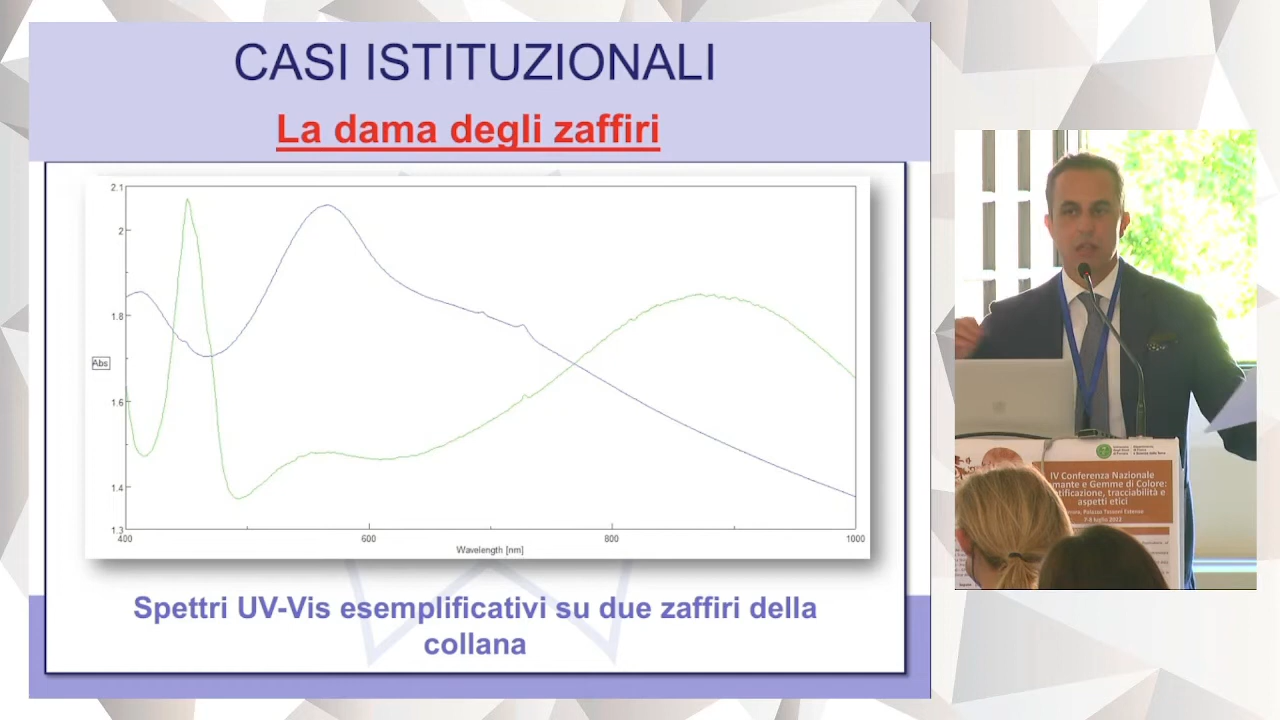 CASI ISTITUZIONALI
La dama degli zaffiri
2.1
2
1.8
1.6
1.4
1.3
Abs
400
600
800
1000
Wavelength [nm]
Spettri UV-Vis esemplificativi su due zaffiri della
collana
IV Conferenza Nazionale
mante e Gemme di Colore:
tificazione, tracciabilità e
aspetti etici